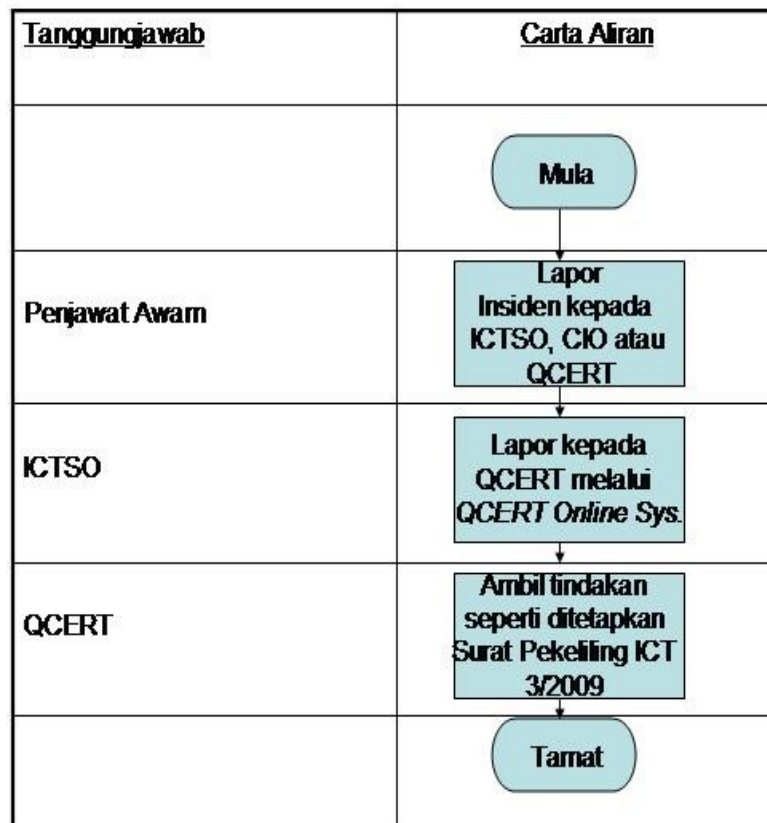 Tanggungjawab
Carta Aliran
Mula
Penjawat Awam
Lapor
Insiden kepada
ICTSO, CIO atau
QCERT
ICTSO
Lapor kepada
QCERT melalui
QCERT Online Sys.
QCERT
Ambil tindakan
seperti ditetapkan
Surat Pekeliling ICT
3/2009
Tamat